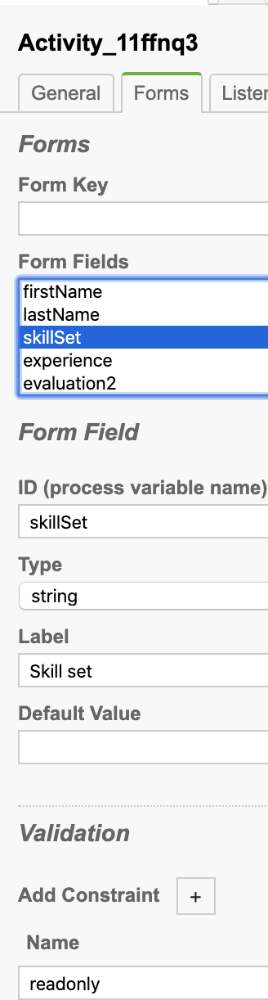 Activity_11ffnq3
General Forms
Forms
Form Key
Form Fields
firstName
lastName
skillSet
experience
evaluation2
Form Field
ID (process variable name)
skillSet
Type
string
Label
Skill set
Default Value
Validation
Add Constraint +
Name
readonly